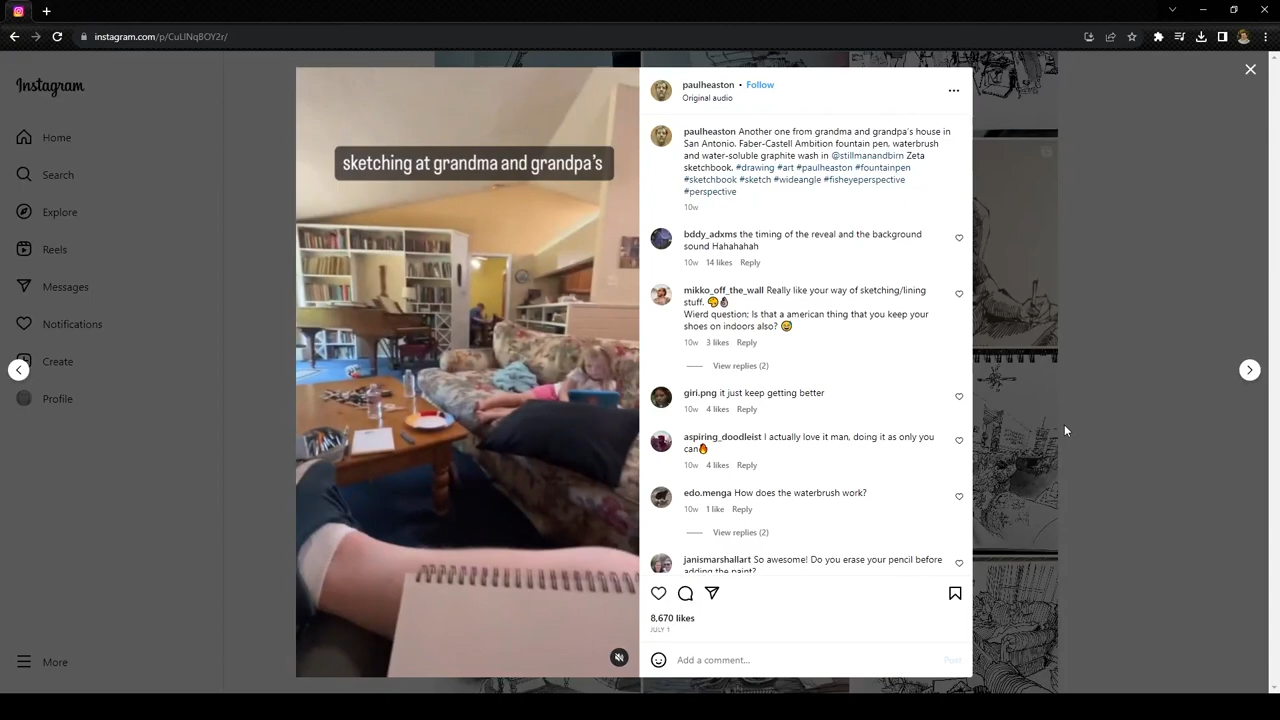 instagram.com/p/CuLlNqBOY2r/
Instagram
Home
Search
Explore
Reels
Messages
Notifications
Create
Profile
More
sketching at grandma and grandpa's
paulheaston • Follow
Original audio
paulheaston Another one from grandma and grandpa's house in
San Antonio. Faber-Castell Ambition fountain pen, waterbrush
and water-soluble graphite wash in @stillmanandbirn Zeta
sketchbook. #drawing #art #paulheaston #fountainpen
#sketchbook #sketch #wideangle #fisheyeperspective
#perspective
10w
bddy_adxms the timing of the reveal and the background
sound Hahahahah
10w 14 likes Reply
mikko_off_the_wall Really like your way of sketching/lining
stuff.
Wierd question; Is that a american thing that you keep your
shoes on indoors also?
10w 3 likes Reply
View replies (2)
giri.png it just keep getting better
10w 4 likes Reply
aspiring_doodleist I actually love it man, doing it as only you
can
10w 4 likes Reply
edo.menga How does the waterbrush work?
10w 1 like Reply
View replies (2)
janismarshallart So awesome! Do you erase your pencil before
adding the paint?
8,670 likes
JULY 1
Add a comment...
Post